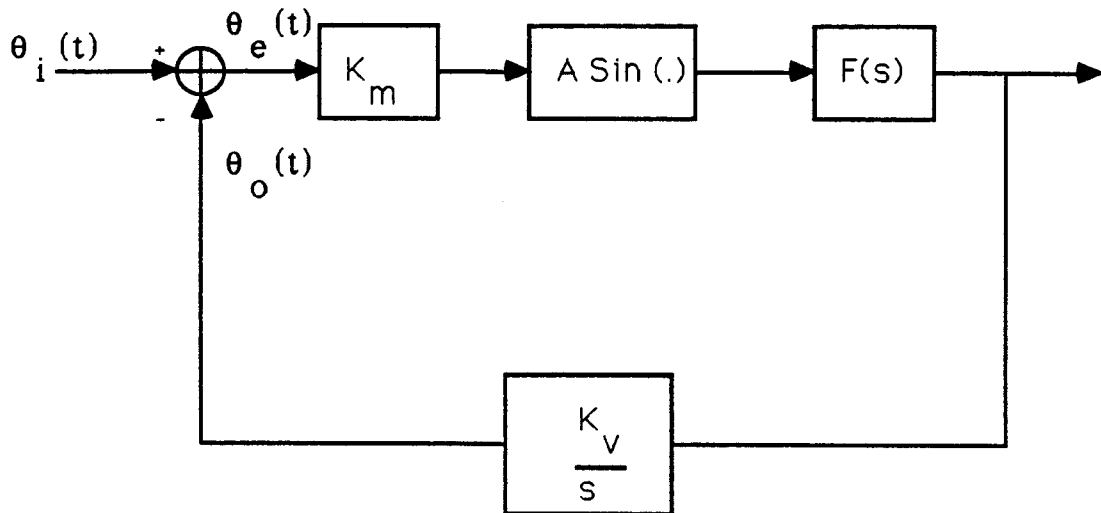 θ i (t)
+
-
θ e (t)
K m
A Sin (.)
F(s)
θ o (t)
K v
s